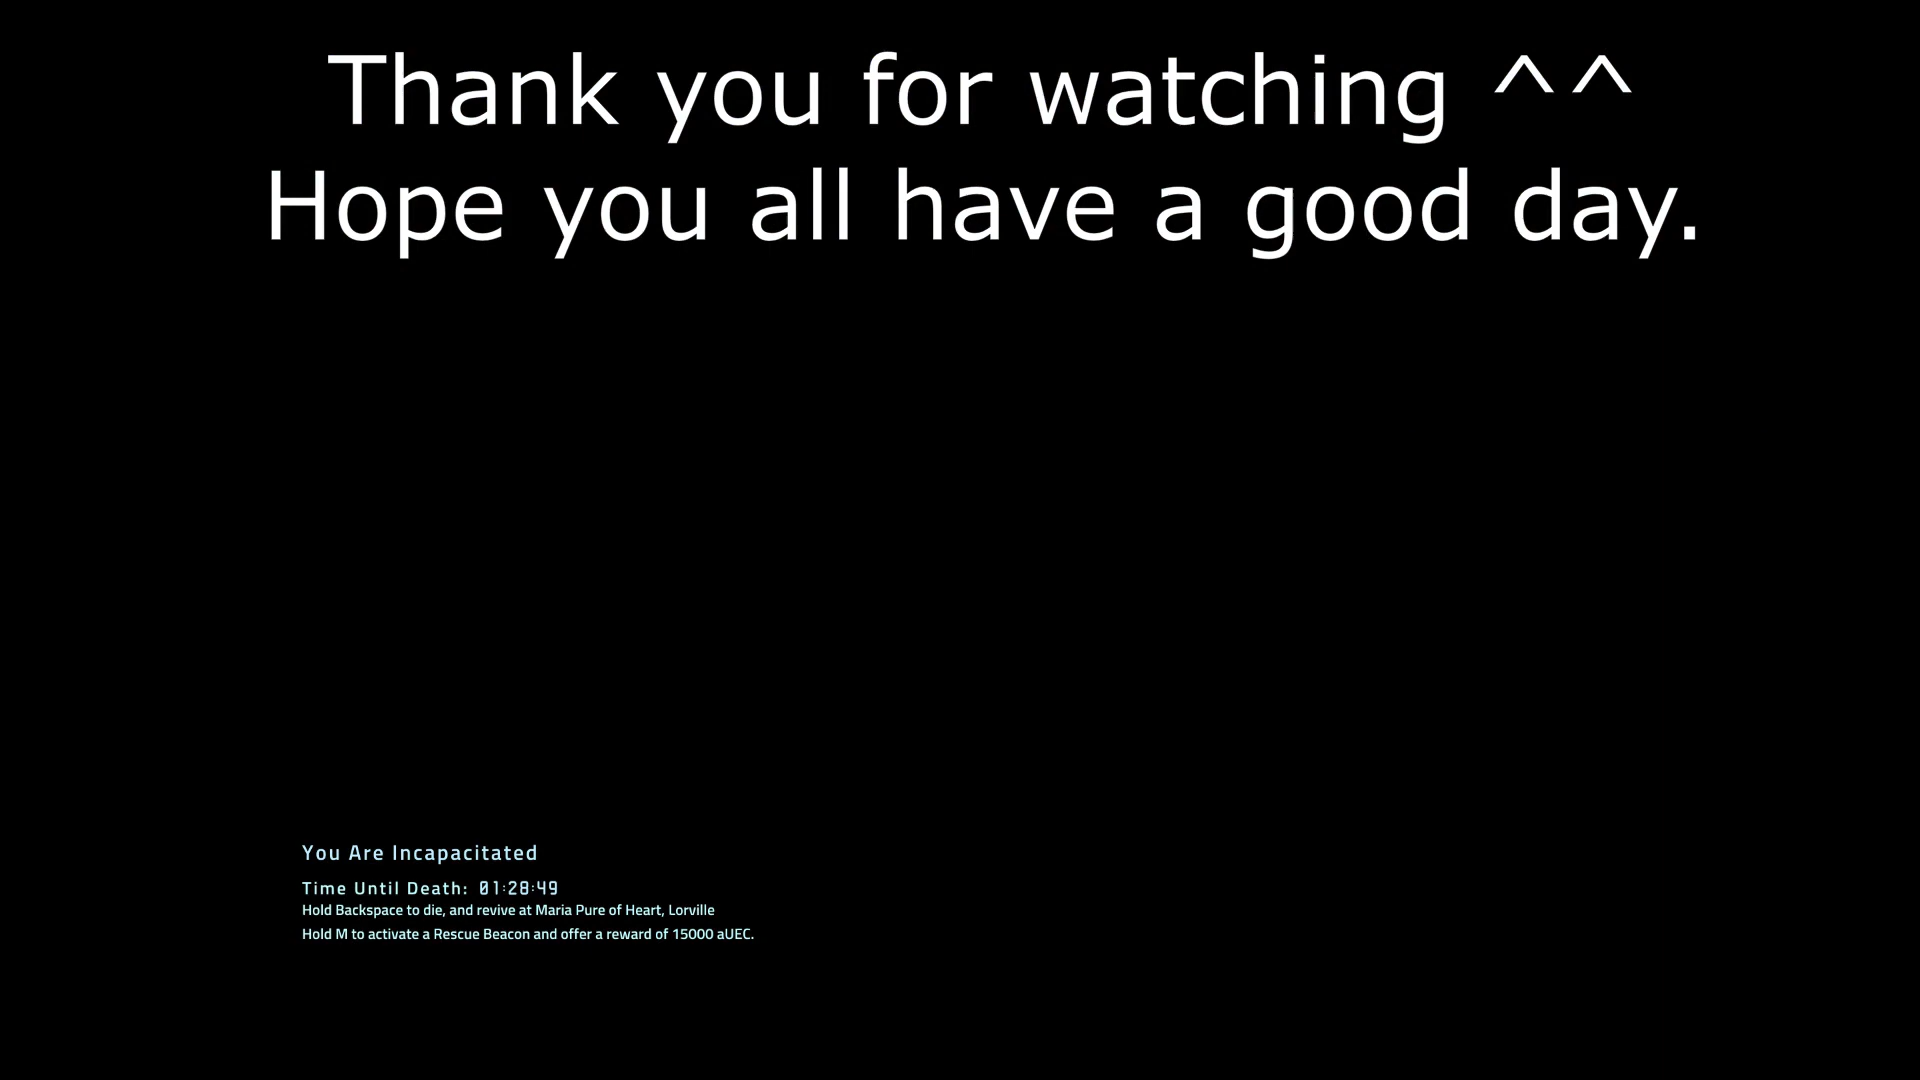 Thank you for watching ^^
Hope you all have a good day.
You Are Incapacitated
Time Until Death: 01:28:49
Hold Backspace to die, and revive at Maria Pure of Heart, Lorville
Hold M to activate a Rescue Beacon and offer a reward of 15000 aUEC.